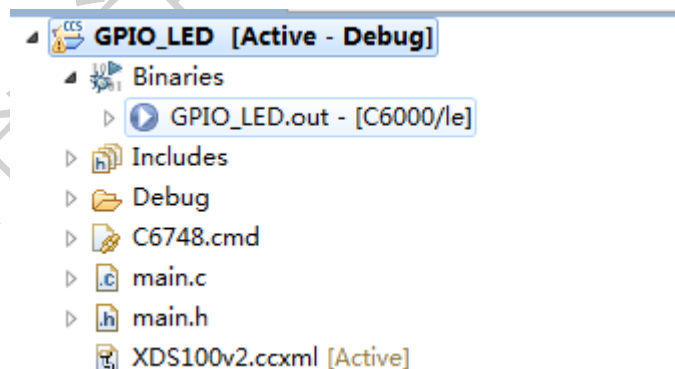 GPIO_LED [Active - Debug]
Binaries
GPIO_LED.out - [C6000/le]
Includes
Debug
C6748.cmd
main.c
main.h
XDS100v2.ccxml [Active]